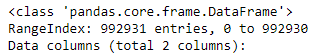 <class 'pandas.core.frame.DataFrame'>
RangeIndex: 992931 entries, 0 to 992930
Data columns (total 2 columns):